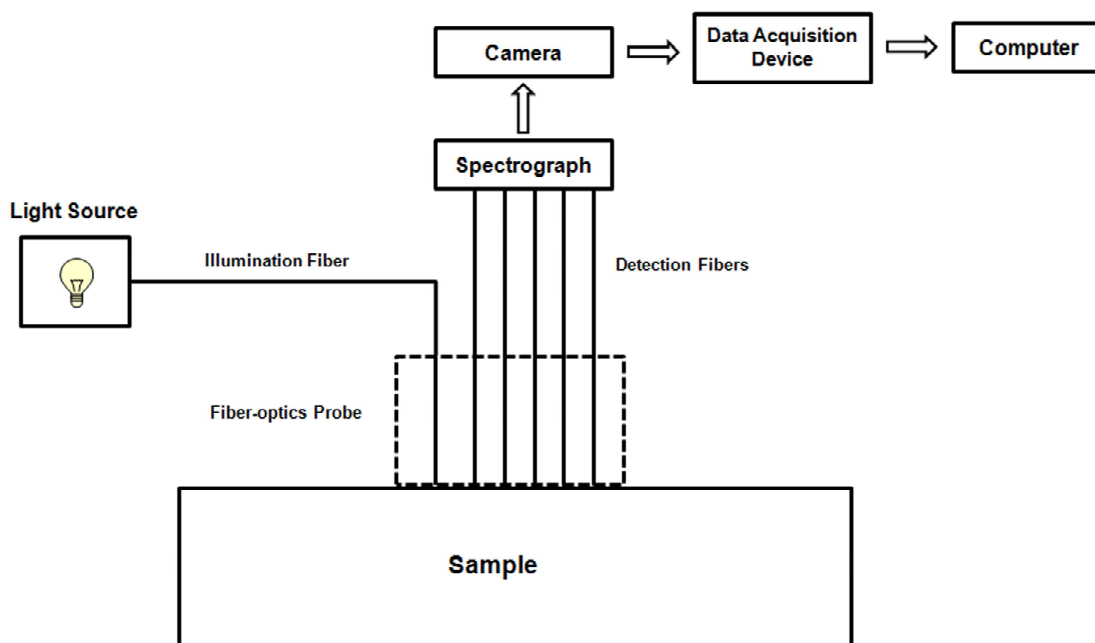 Camera
Data Acquisition
Device
Computer
Spectrograph
Light Source
Illumination Fiber
Detection Fibers
Fiber-optics Probe
Sample